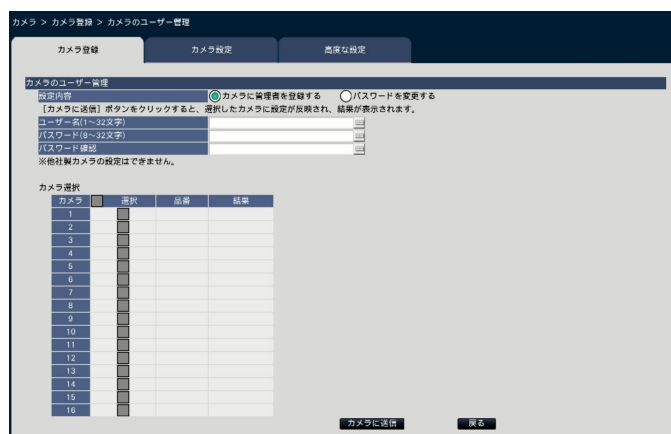 カメラ > カメラ登録 > カメラのユーザー管理
カメラ登録 カメラ設定 高度な設定
カメラのユーザー管理
設定内容 カメラに管理者を登録する パスワードを変更する
[カメラに送信] ボタンをクリックすると、選択したカメラに設定が反映され、結果が表示されます。
ユーザー名(1~32文字)
パスワード(8~32文字)
パスワード確認
※他社製カメラの設定はできません。
カメラ選択
カメラ 選択 品番 結果
1
2
3
4
5
6
7
8
9
10
11
12
13
14
15
16
カメラに送信 戻る